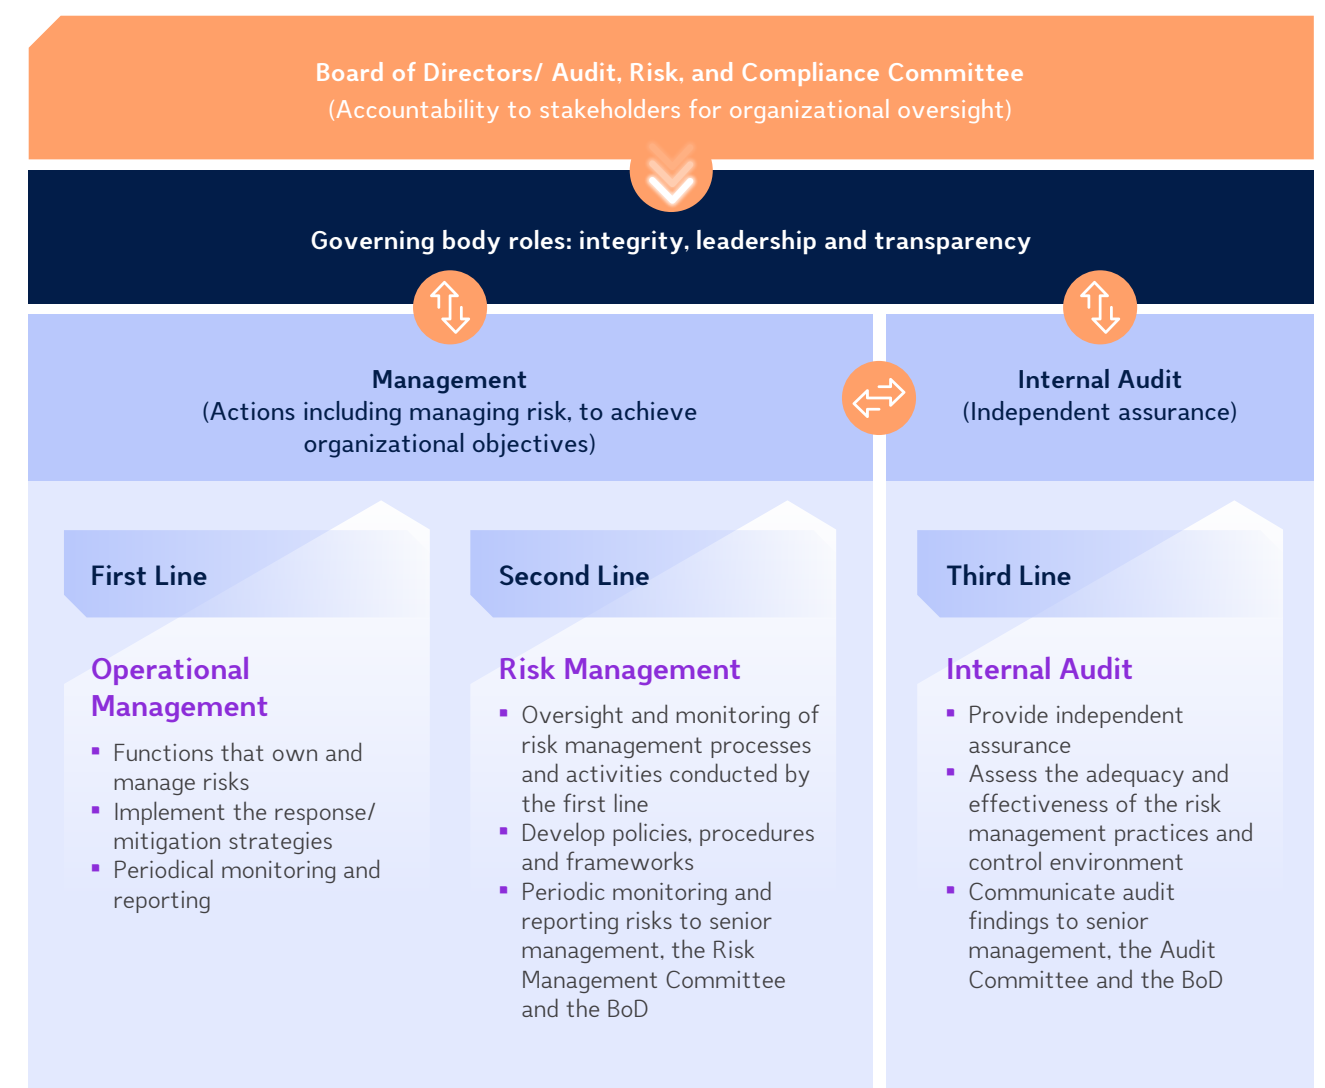 Board of Directors/ Audit, Risk, and Compliance Committee
(Accountability to stakeholders for organizational oversight)
Governing body roles: integrity, leadership and transparency
Management
(Actions including managing risk, to achieve
organizational objectives)
Internal Audit
(Independent assurance)
First Line
Operational
Management
▪ Functions that own and
manage risks
▪ Implement the response/
mitigation strategies
▪ Periodical monitoring and
reporting
Second Line
Risk Management
▪ Oversight and monitoring of
risk management processes
and activities conducted by
the first line
▪ Develop policies, procedures
and frameworks
▪ Periodic monitoring and
reporting risks to senior
management, the Risk
Management Committee
and the BoD
Third Line
Internal Audit
▪ Provide independent
assurance
▪ Assess the adequacy and
effectiveness of the risk
management practices and
control environment
▪ Communicate audit
findings to senior
management, the Audit
Committee and the BoD